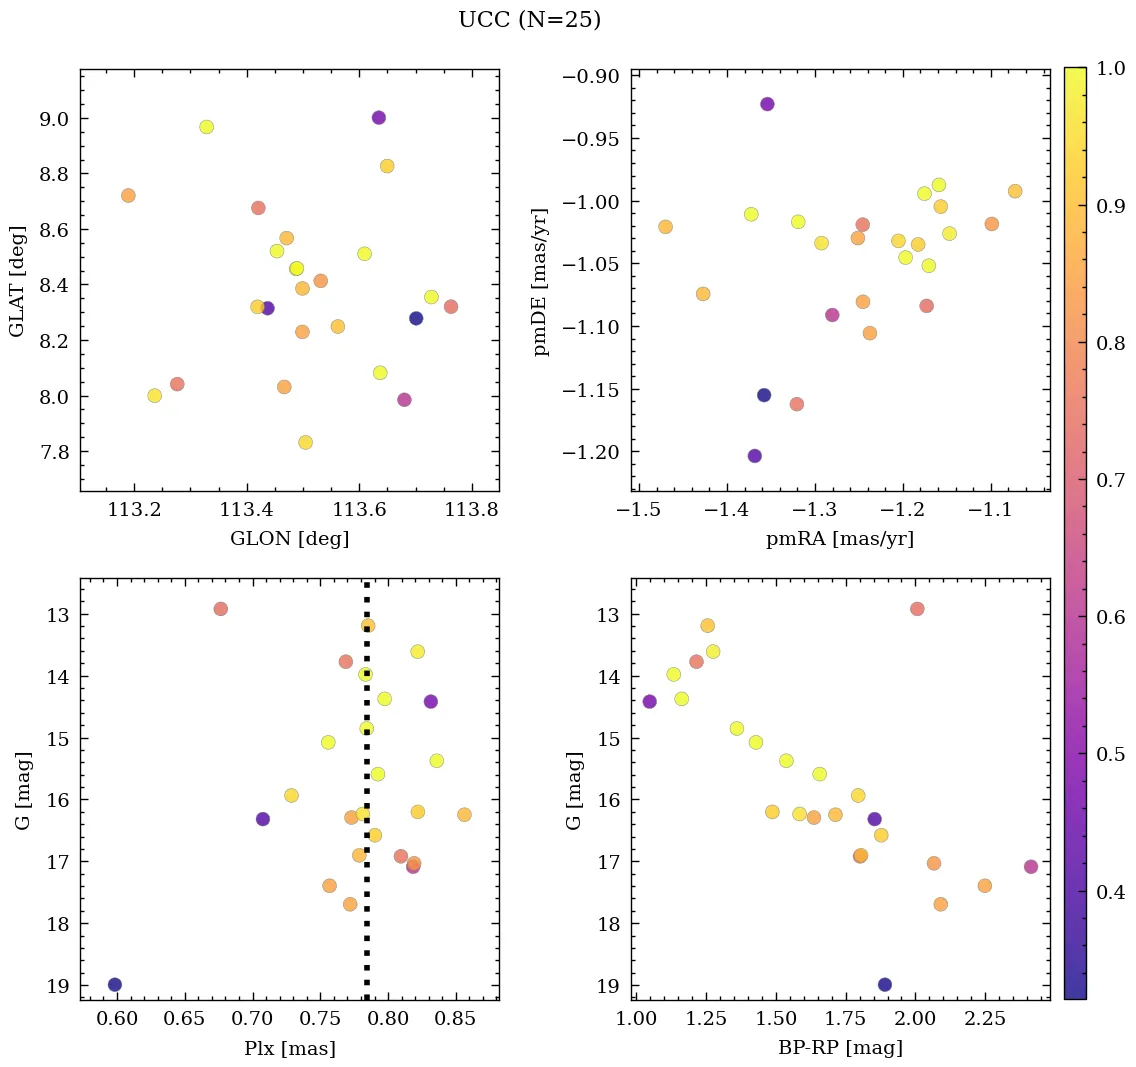 UCC (N=25)
9.0
8.8
8.6
8.4
8.2
8.0
7.8
GLAT [deg]
113.2 113.4 113.6 113.8
GLON [deg]
−0.90
−0.95
−1.00
−1.05
−1.10
−1.15
−1.20
pmDE [mas/yr]
−1.5 −1.4 −1.3 −1.2 −1.1
pmRA [mas/yr]
13
14
15
16
17
18
19
G [mag]
0.60 0.65 0.70 0.75 0.80 0.85
Plx [mas]
13
14
15
16
17
18
19
G [mag]
1.00 1.25 1.50 1.75 2.00 2.25
BP-RP [mag]
1.0
0.9
0.8
0.7
0.6
0.5
0.4